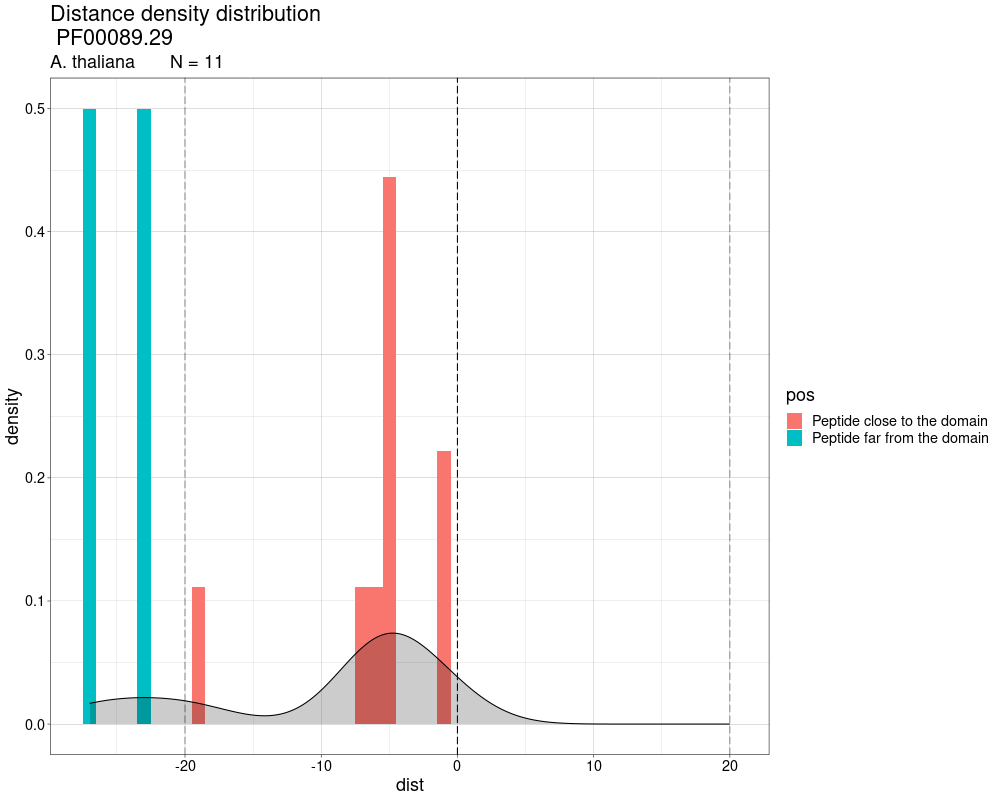 Distance density distribution
PF00089.29
A. thaliana N = 11
0.5
0.4
0.3
0.2
0.1
0.0
density
-20
-10
0
10
20
dist
pos
Peptide close to the domain
Peptide far from the domain